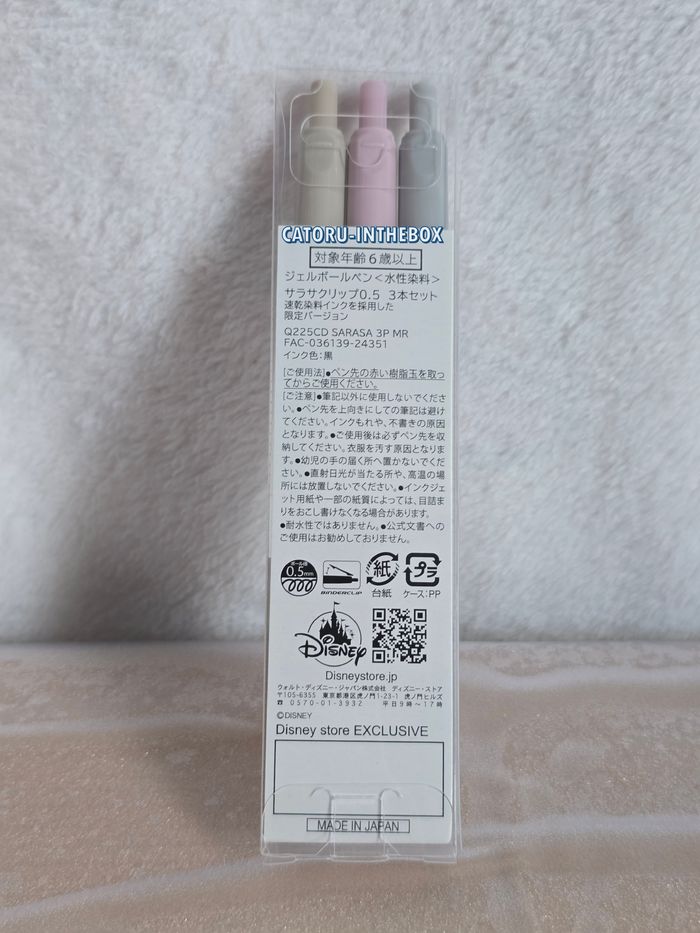 CATORU-INTHEBOX
対象年齢6歳以上
ジェルボールペン<水性染料>
サラサクリップ0.5 3本セット
速乾染料インクを採用した
限定バージョン
Q225CD SARASA 3P MR
FAC-036139-24351
インク色:黒
[ご使用法]●ペン先の赤い樹脂玉を取っ
てからご使用ください。
[ご注意]●筆記以外に使用しないでくださ
い。●ペン先を上向きにしての筆記は避け
てください。インクもれや、不書きの原因
となります。●ご使用後は必ずペン先を収
納してください。衣服を汚す原因となりま
す。●幼児の手の届く所へ置かないでくだ
さい。●直射日光が当たる所や、高温の場
所には放置しないでください。●インクジェ
ット用紙や一部の紙質によっては、目詰ま
りをおこし書けなくなる場合があります。
●耐水性ではありません。●公式文書への
ご使用はお勧めしておりません。
ボール径
0.5mm
BINDERCLIP
紙
台紙
プラ
ケース:PP
Disney
Disneystore.jp
ウォルト・ディズニー・ジャパン株式会社 ディズニー・ストア
〒105-6355 東京都港区虎ノ門1-23-1 虎ノ門ヒルズ
☎ 0570-01-3932 平日9時~17時
©DISNEY
Disney store EXCLUSIVE
MADE IN JAPAN